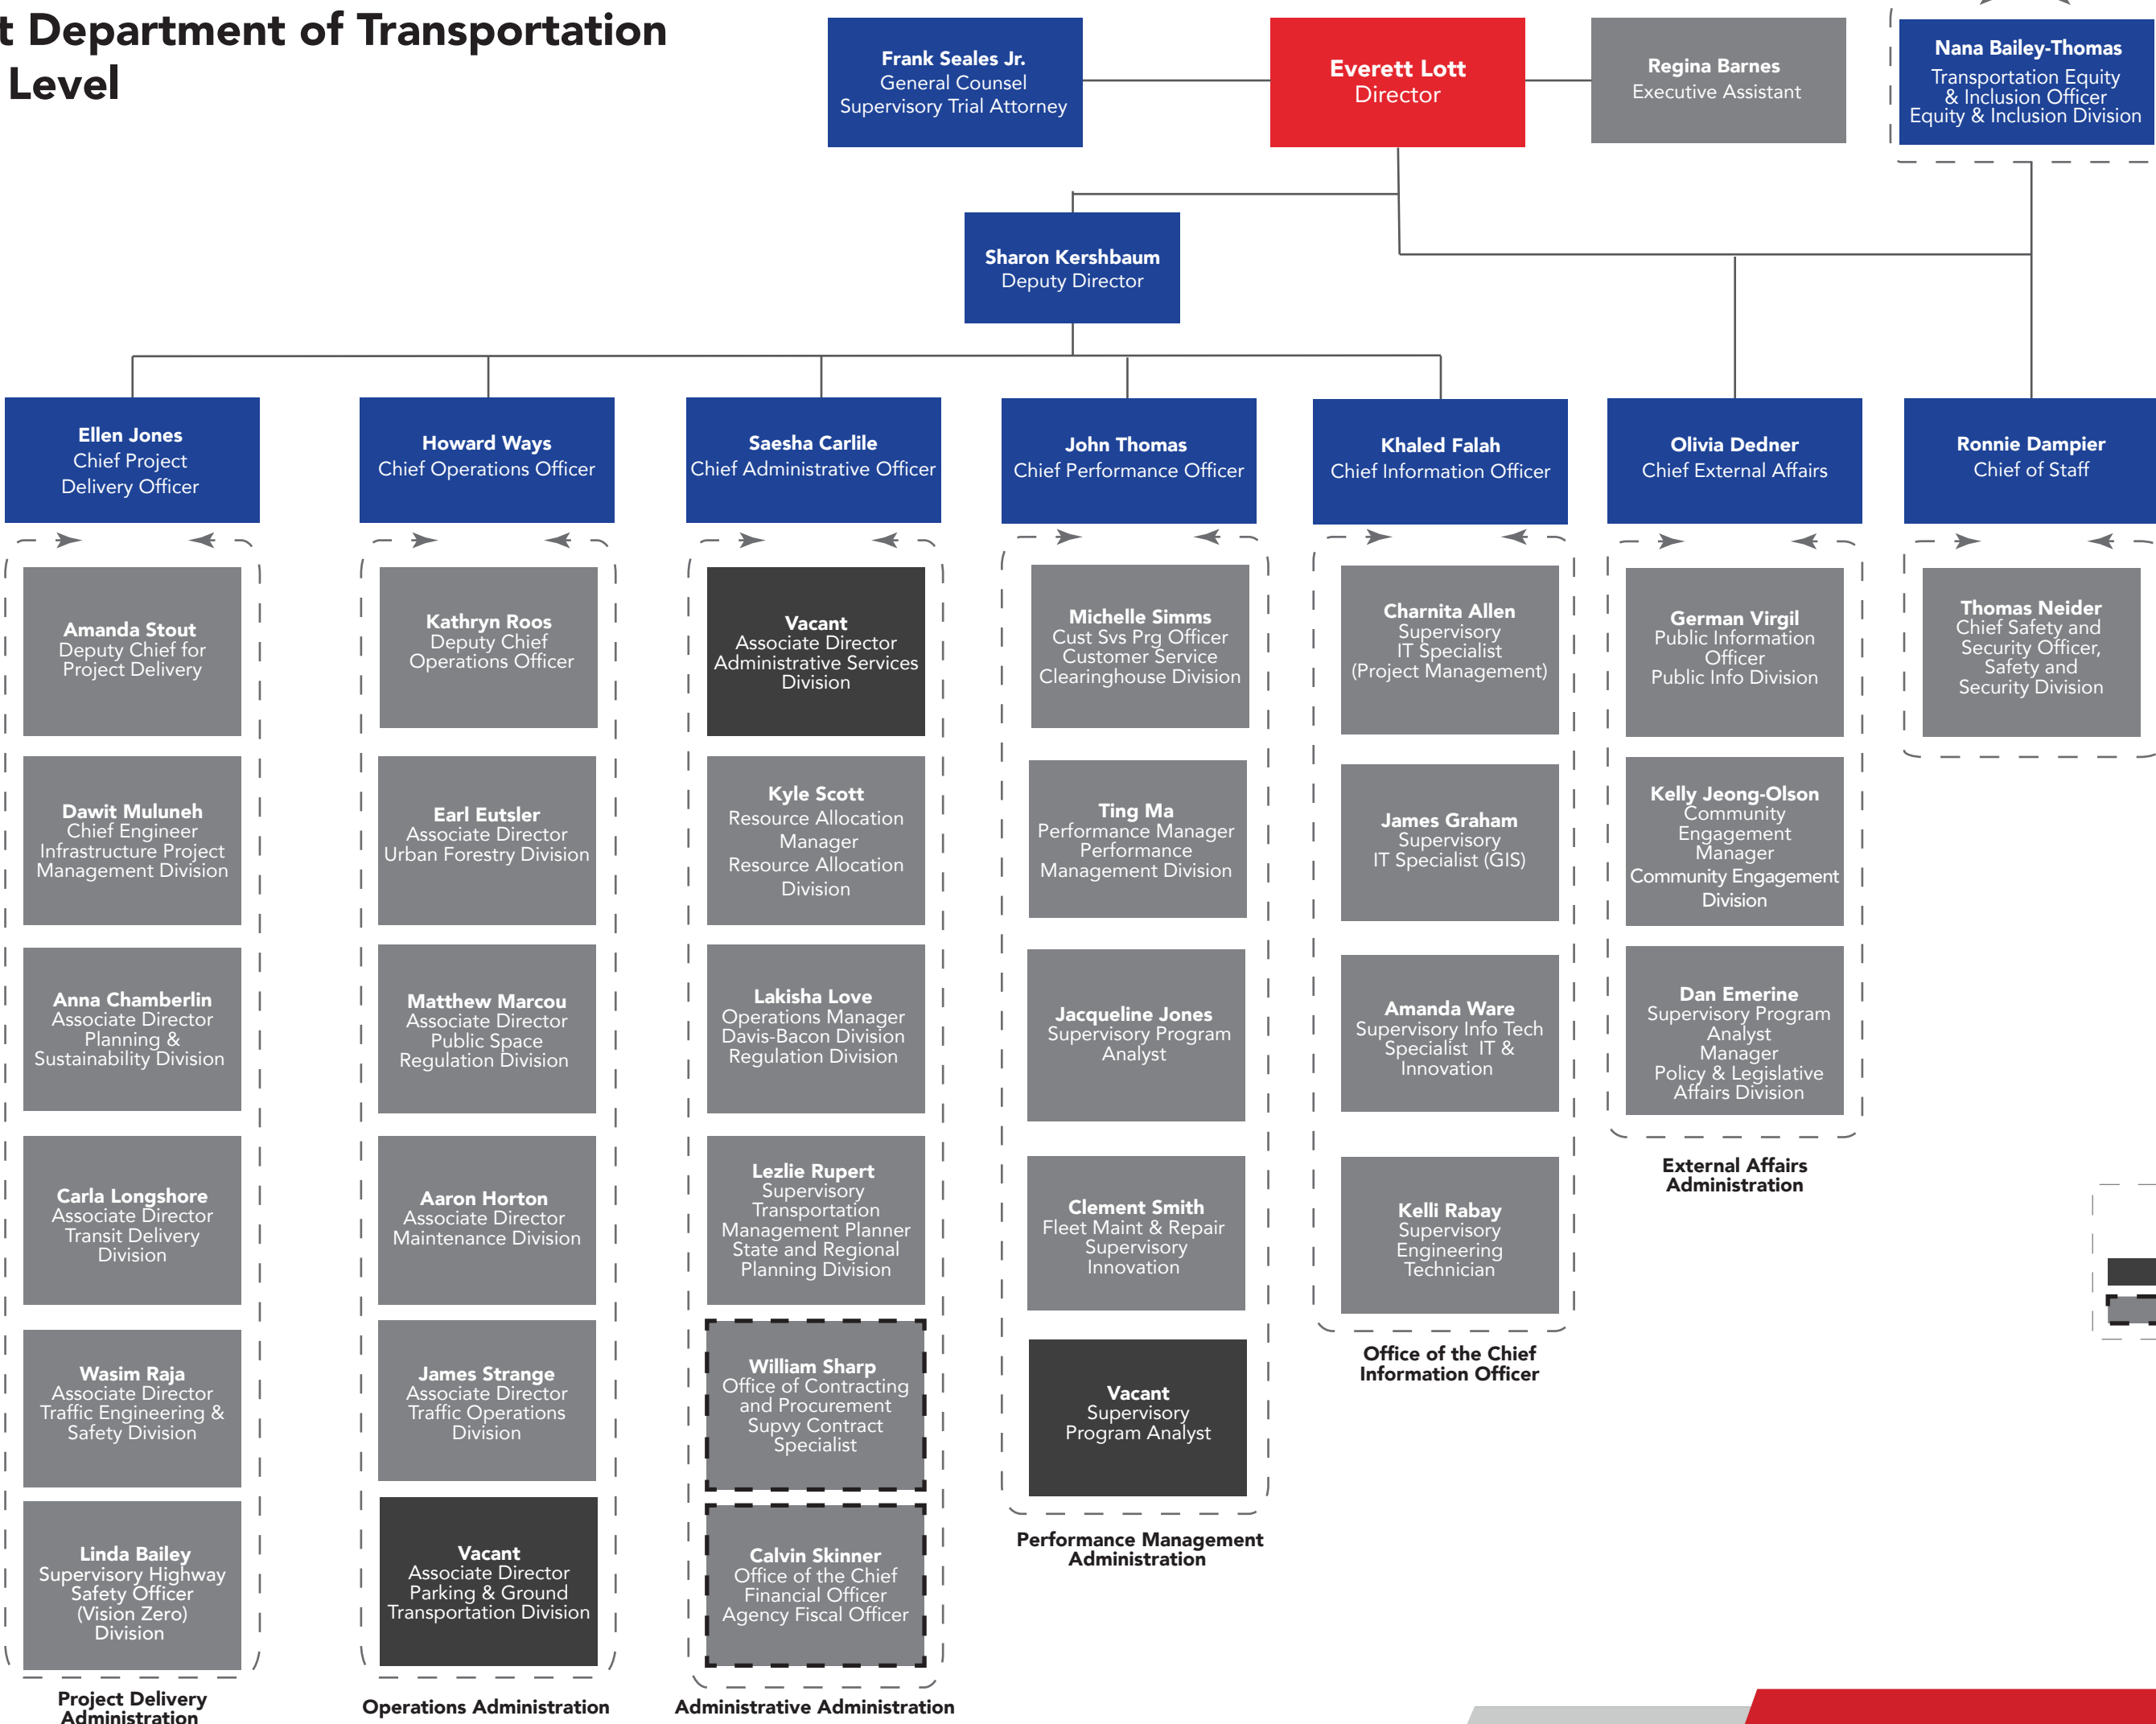 t Department of Transportation
Level
Frank Seales Jr.
General Counsel
Supervisory Trial Attorney
Everett Lott
Director
Regina Barnes
Executive Assistant
Nana Bailey-Thomas
Transportation Equity
& Inclusion Officer
Equity & Inclusion Division
Sharon Kershbaum
Deputy Director
Ellen Jones
Chief Project
Delivery Officer
Howard Ways
Chief Operations Officer
Saesha Carlile
Chief Administrative Officer
John Thomas
Chief Performance Officer
Khaled Falah
Chief Information Officer
Olivia Dedner
Chief External Affairs
Ronnie Dampier
Chief of Staff
Amanda Stout
Deputy Chief for
Project Delivery
Dawit Muluneh
Chief Engineer
Infrastructure Project
Management Division
Anna Chamberlin
Associate Director
Planning &
Sustainability Division
Carla Longshore
Associate Director
Transit Delivery
Division
Wasim Raja
Associate Director
Traffic Engineering &
Safety Division
Linda Bailey
Supervisory Highway
Safety Officer
(Vision Zero)
Division
Project Delivery
Administration
Kathryn Roos
Deputy Chief
Operations Officer
Earl Eutsler
Associate Director
Urban Forestry Division
Matthew Marcou
Associate Director
Public Space
Regulation Division
Aaron Horton
Associate Director
Maintenance Division
James Strange
Associate Director
Traffic Operations
Division
Vacant
Associate Director
Parking & Ground
Transportation Division
Operations Administration
Vacant
Associate Director
Administrative Services
Division
Kyle Scott
Resource Allocation
Manager
Resource Allocation
Division
Lakisha Love
Operations Manager
Davis-Bacon Division
Regulation Division
Lezlie Rupert
Supervisory
Transportation
Management Planner
State and Regional
Planning Division
William Sharp
Office of Contracting
and Procurement
Supvy Contract
Specialist
Calvin Skinner
Office of the Chief
Financial Officer
Agency Fiscal Officer
Administrative Administration
Michelle Simms
Cust Svs Prg Officer
Customer Service
Clearinghouse Division
Ting Ma
Performance Manager
Performance
Management Division
Jacqueline Jones
Supervisory Program
Analyst
Clement Smith
Fleet Maint & Repair
Supervisory
Innovation
Vacant
Supervisory
Program Analyst
Performance Management
Administration
Charnita Allen
Supervisory
IT Specialist
(Project Management)
James Graham
Supervisory
IT Specialist (GIS)
Amanda Ware
Supervisory Info Tech
Specialist IT &
Innovation
Kelli Rabay
Supervisory
Engineering
Technician
Office of the Chief
Information Officer
German Virgil
Public Information
Officer
Public Info Division
Kelly Jeong-Olson
Community
Engagement
Manager
Community Engagement
Division
Dan Emerine
Supervisory Program
Analyst
Manager
Policy & Legislative
Affairs Division
External Affairs
Administration
Thomas Neider
Chief Safety and
Security Officer,
Safety and
Security Division